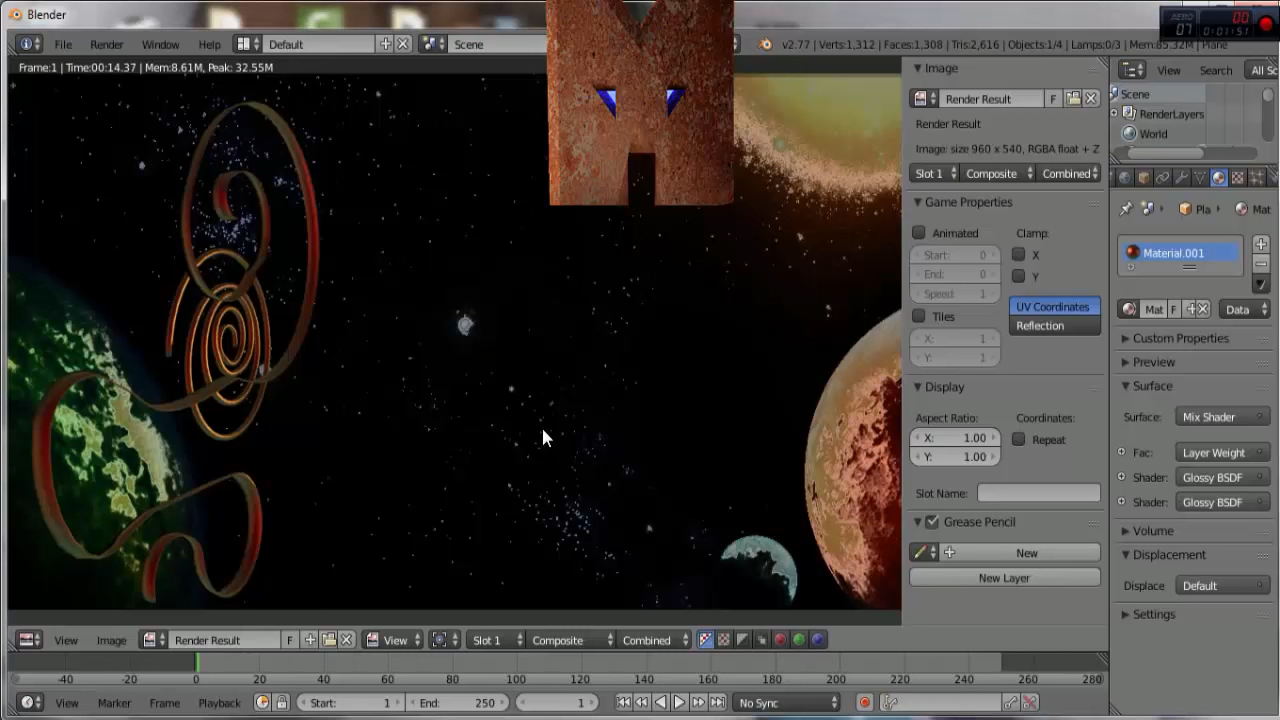 Blender
AERO 00
07 0:01:51
File Render Window Help Default Scene v2.77 | Verts:1,312 | Faces:1,308 | Tris:2,616 | Objects:1/4 | Lamps:0/3 | Mem:85.32M | Plane
Frame:1 | Time:00:14.37 | Mem:8.61M, Peak: 32.55M
View Search All Sc
Scene
RenderLayers
World
Image
Render Result F
Render Result
Image: size 960 x 540, RGBA float + Z
Slot 1 Composite Combined
Game Properties
Animated Clamp:
Start: 0 X
End: 0 Y
Speed: 1
UV Coordinates
Tiles Reflection
X: 1
Y: 1
Display
Aspect Ratio: Coordinates:
X: 1.00 Repeat
Y: 1.00
Slot Name:
Grease Pencil
New
New Layer
Pla Mat
Material.001
Mat F Data
Custom Properties
Preview
Surface
Surface: Mix Shader
Fac: Layer Weight
Shader: Glossy BSDF
Shader: Glossy BSDF
Volume
Displacement
Displace Default
Settings
View Image Render Result F View Slot 1 Composite Combined
-40 -20 0 20 40 60 80 100 120 140 160 180 200 220 240 260 280
View Marker Frame Playback Start: 1 End: 250 1 No Sync